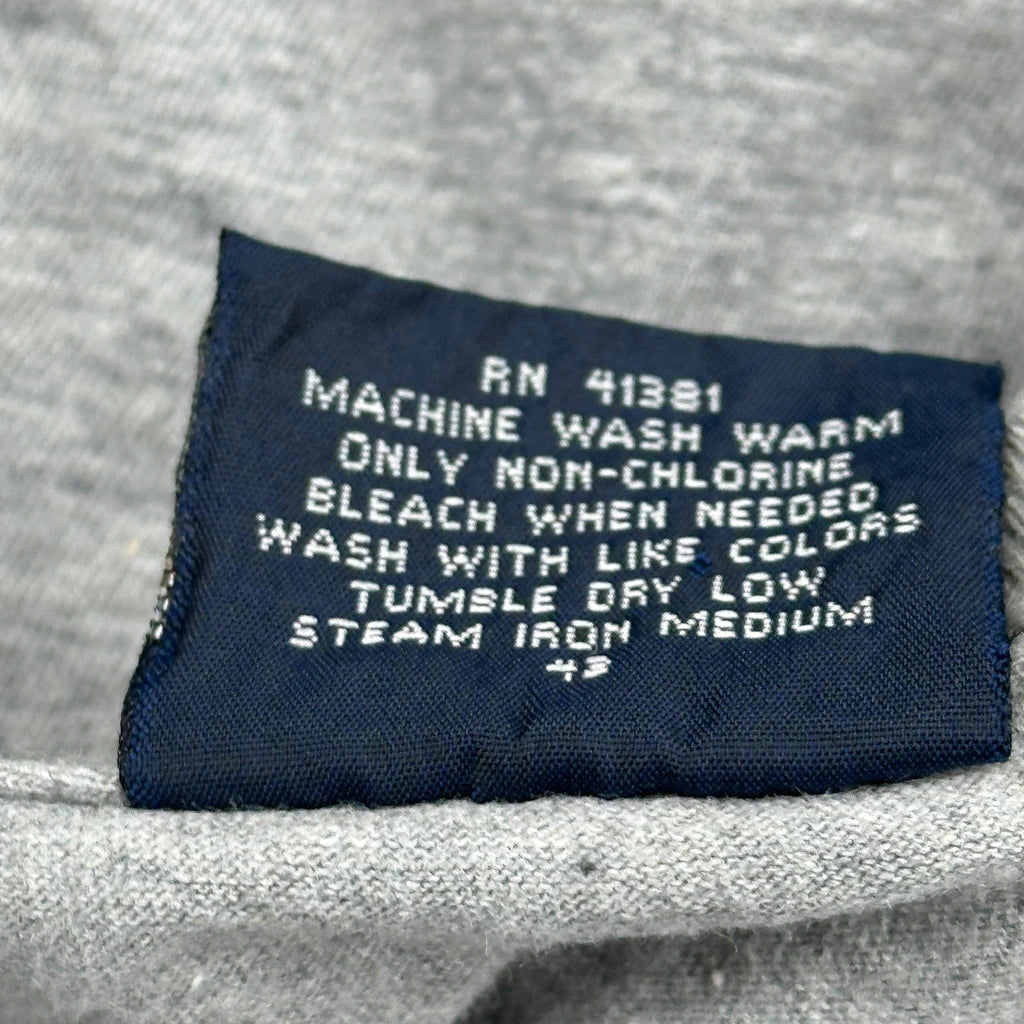 RN 41381
MACHINE WASH WARM
ONLY NON-CHLORINE
BLEACH WHEN NEEDED
WASH WITH LIKE COLORS
TUMBLE DRY LOW
STEAM IRON MEDIUM
43